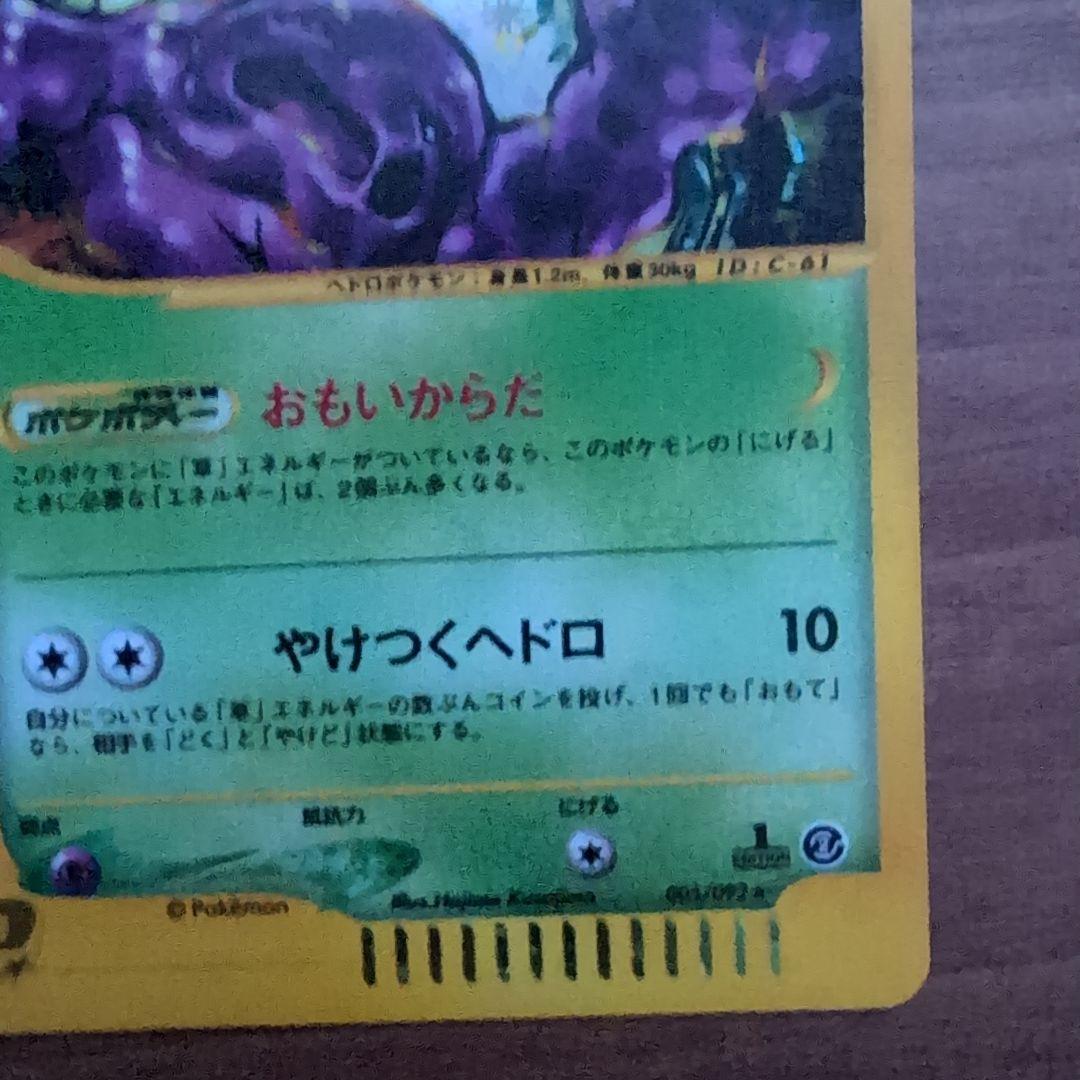 ヘドロポケモン：身長1.2m, 体重30kg ID：C-61
ポケボディー おもいからだ
このポケモンに「草」エネルギーがついているなら、このポケモンの「にげる」
ときに必要な「エネルギー」は、2個ぶん多くなる。
やけつくヘドロ 10
自分についている「草」エネルギーの数ぶんコインを投げ、1回でも「おもて」
なら、相手を「どく」と「やけど」状態にする。
弱点 抵抗力 にげる
1
EDITION
© Pokémon